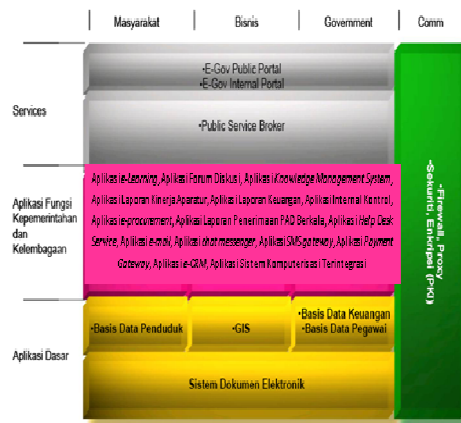 Masyarakat
Bisnis
Government
Comm
Services
•E-Gov Public Portal
•E-Gov Internal Portal
•Public Service Broker
Aplikasi Fungsi
Kepemerintahan
dan
Kelembagaan
Aplikasi e-Learning, Aplikasi Forum Diskusi, Aplikasi Knowledge Management System,
Aplikasi Laporan Kinerja Aparatur, Aplikasi Laporan Keuangan, Aplikasi Internal Kontrol,
Aplikasi e-procurement, Aplikasi Laporan Penerimaan PAD Berkala, Aplikasi Help Desk
Service, Aplikasi e-mail, Aplikasi chat messenger, Aplikasi SMS gateway, Aplikasi Payment
Gateway, Aplikasi e-CRM, Aplikasi Sistem Komputerisasi Terintegrasi
Aplikasi Dasar
•Basis Data Penduduk
•GIS
•Basis Data Keuangan
•Basis Data Pegawai
Sistem Dokumen Elektronik
•Firewall, Proxy
•Sekuriti, Enkripsi (PKI)